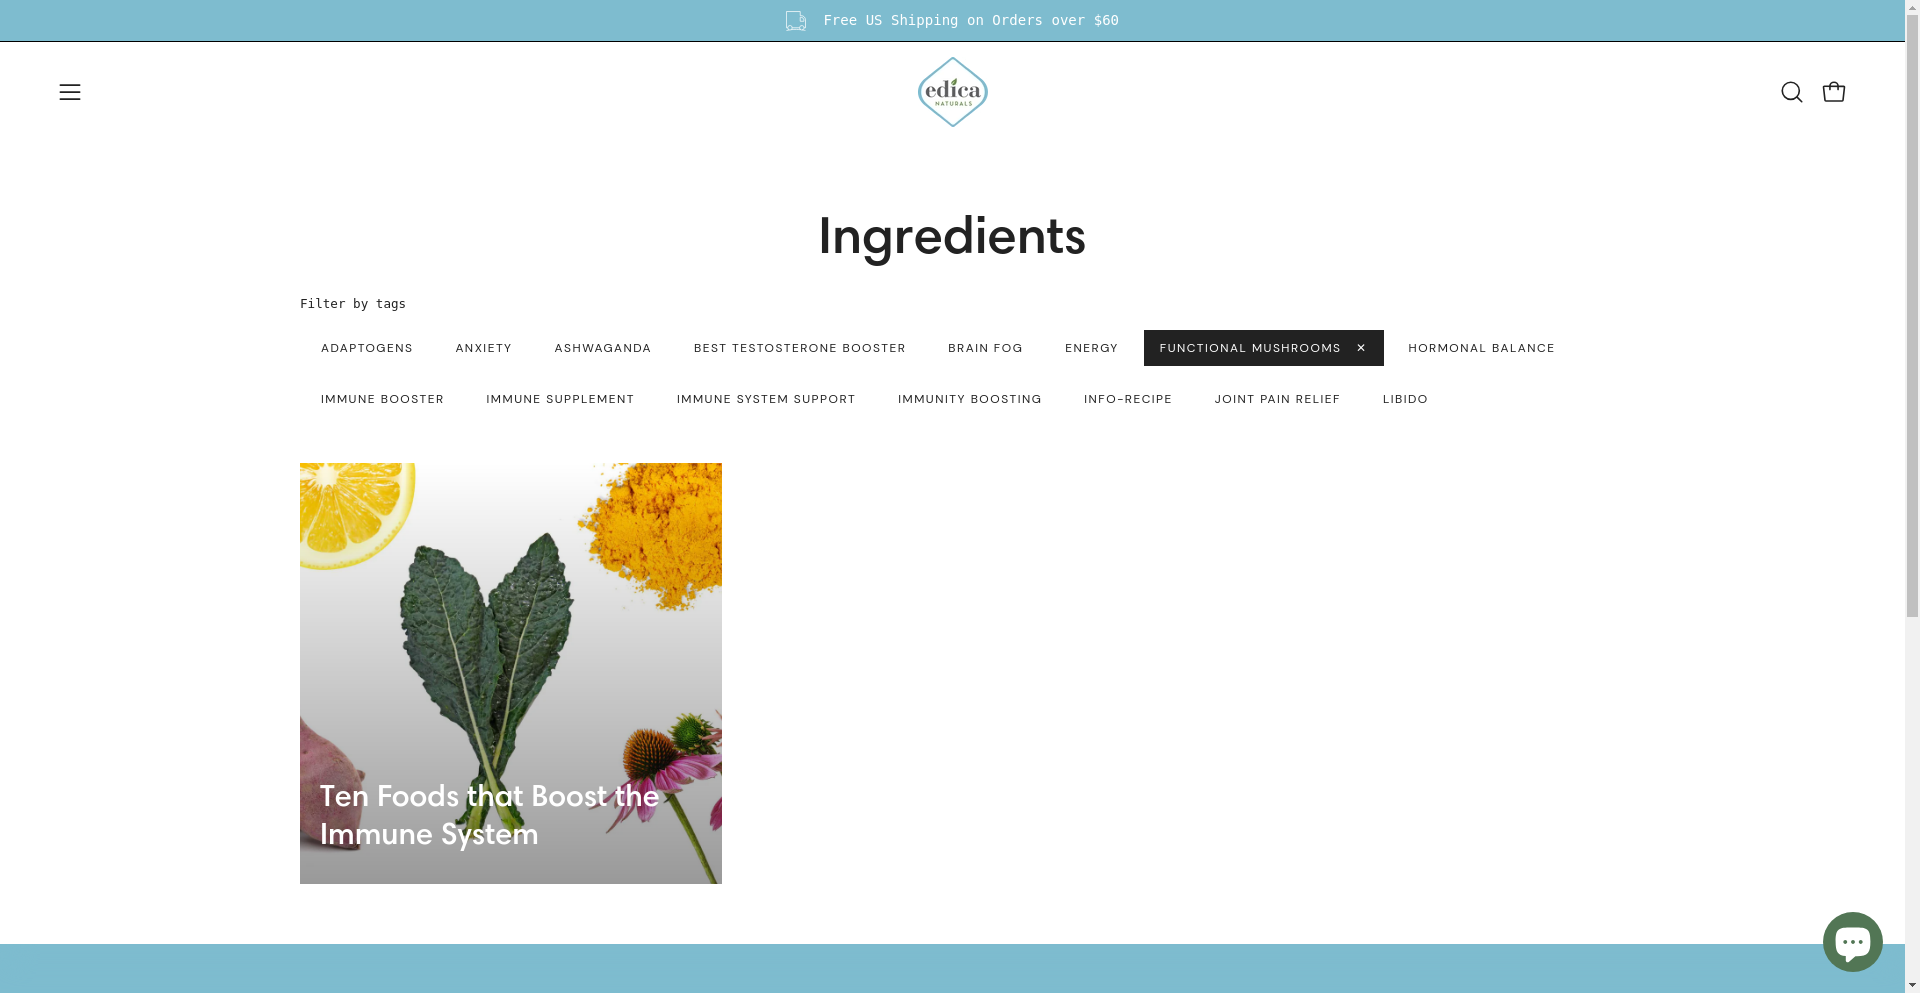 Free US Shipping on Orders over $60
edica
NATURALS
Ingredients
Filter by tags
ADAPTOGENS ANXIETY ASHWAGANDA BEST TESTOSTERONE BOOSTER BRAIN FOG ENERGY FUNCTIONAL MUSHROOMS × HORMONAL BALANCE
IMMUNE BOOSTER IMMUNE SUPPLEMENT IMMUNE SYSTEM SUPPORT IMMUNITY BOOSTING INFO-RECIPE JOINT PAIN RELIEF LIBIDO
Ten Foods that Boost the
Immune System